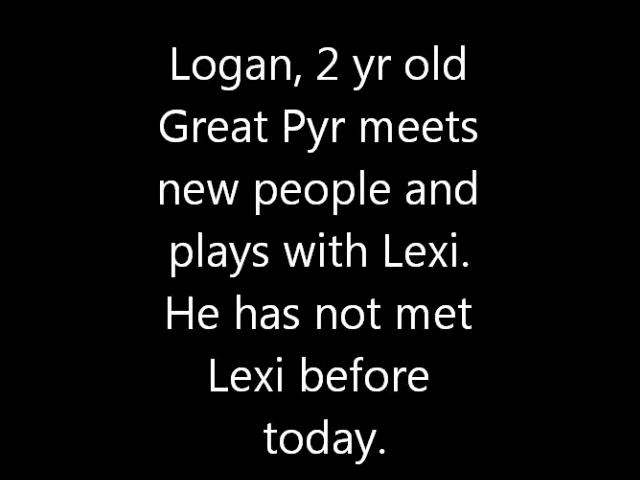 Logan, 2 yr old
Great Pyr meets
new people and
plays with Lexi.
He has not met
Lexi before
today.